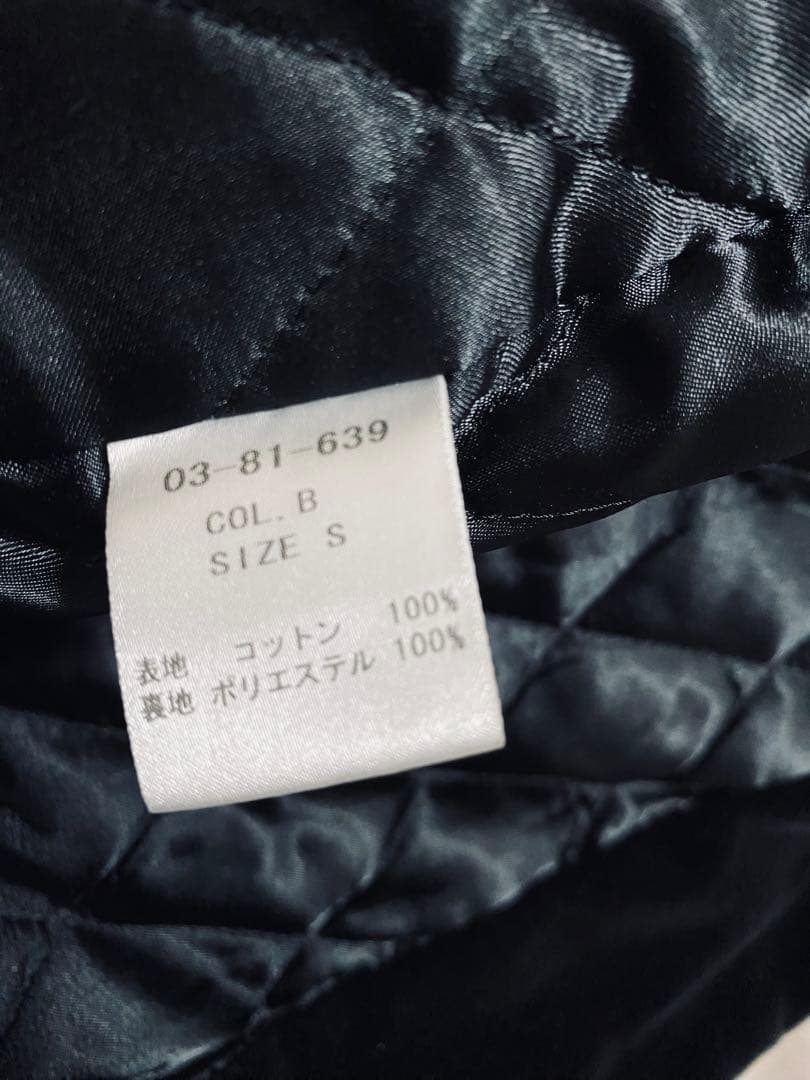 03-81-639
COL. B
SIZE S
表地 コットン 100%
裏地 ポリエステル 100%